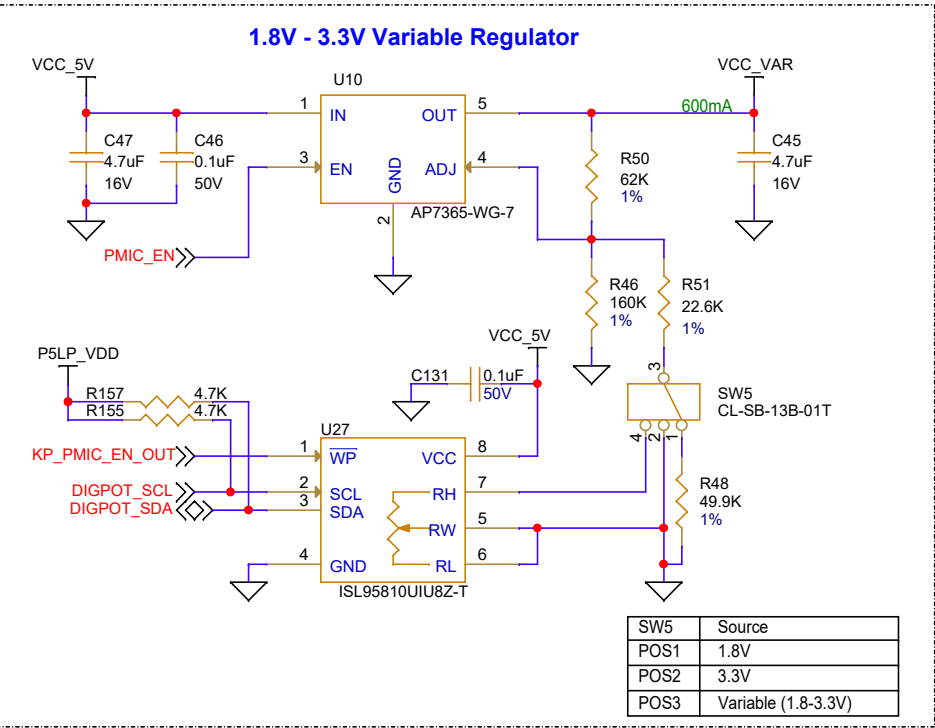 1.8V - 3.3V Variable Regulator
VCC_5V
VCC_VAR
U10
1
IN
OUT
5
600mA
C47
4.7uF
16V
C46
0.1uF
50V
3
EN
GND
ADJ
4
2
AP7365-WG-7
R50
62K
1%
C45
4.7uF
16V
PMIC_EN
R46
160K
1%
R51
22.6K
1%
VCC_5V
P5LP_VDD
C131
0.1uF
50V
3
SW5
CL-SB-13B-01T
4
2
1
R157
4.7K
R155
4.7K
U27
KP_PMIC_EN_OUT
1
WP
VCC
8
DIGPOT_SCL
2
SCL
RH
7
DIGPOT_SDA
3
SDA
RW
5
4
GND
RL
6
ISL95810UIU8Z-T
R48
49.9K
1%
SW5 Source
POS1 1.8V
POS2 3.3V
POS3 Variable (1.8-3.3V)